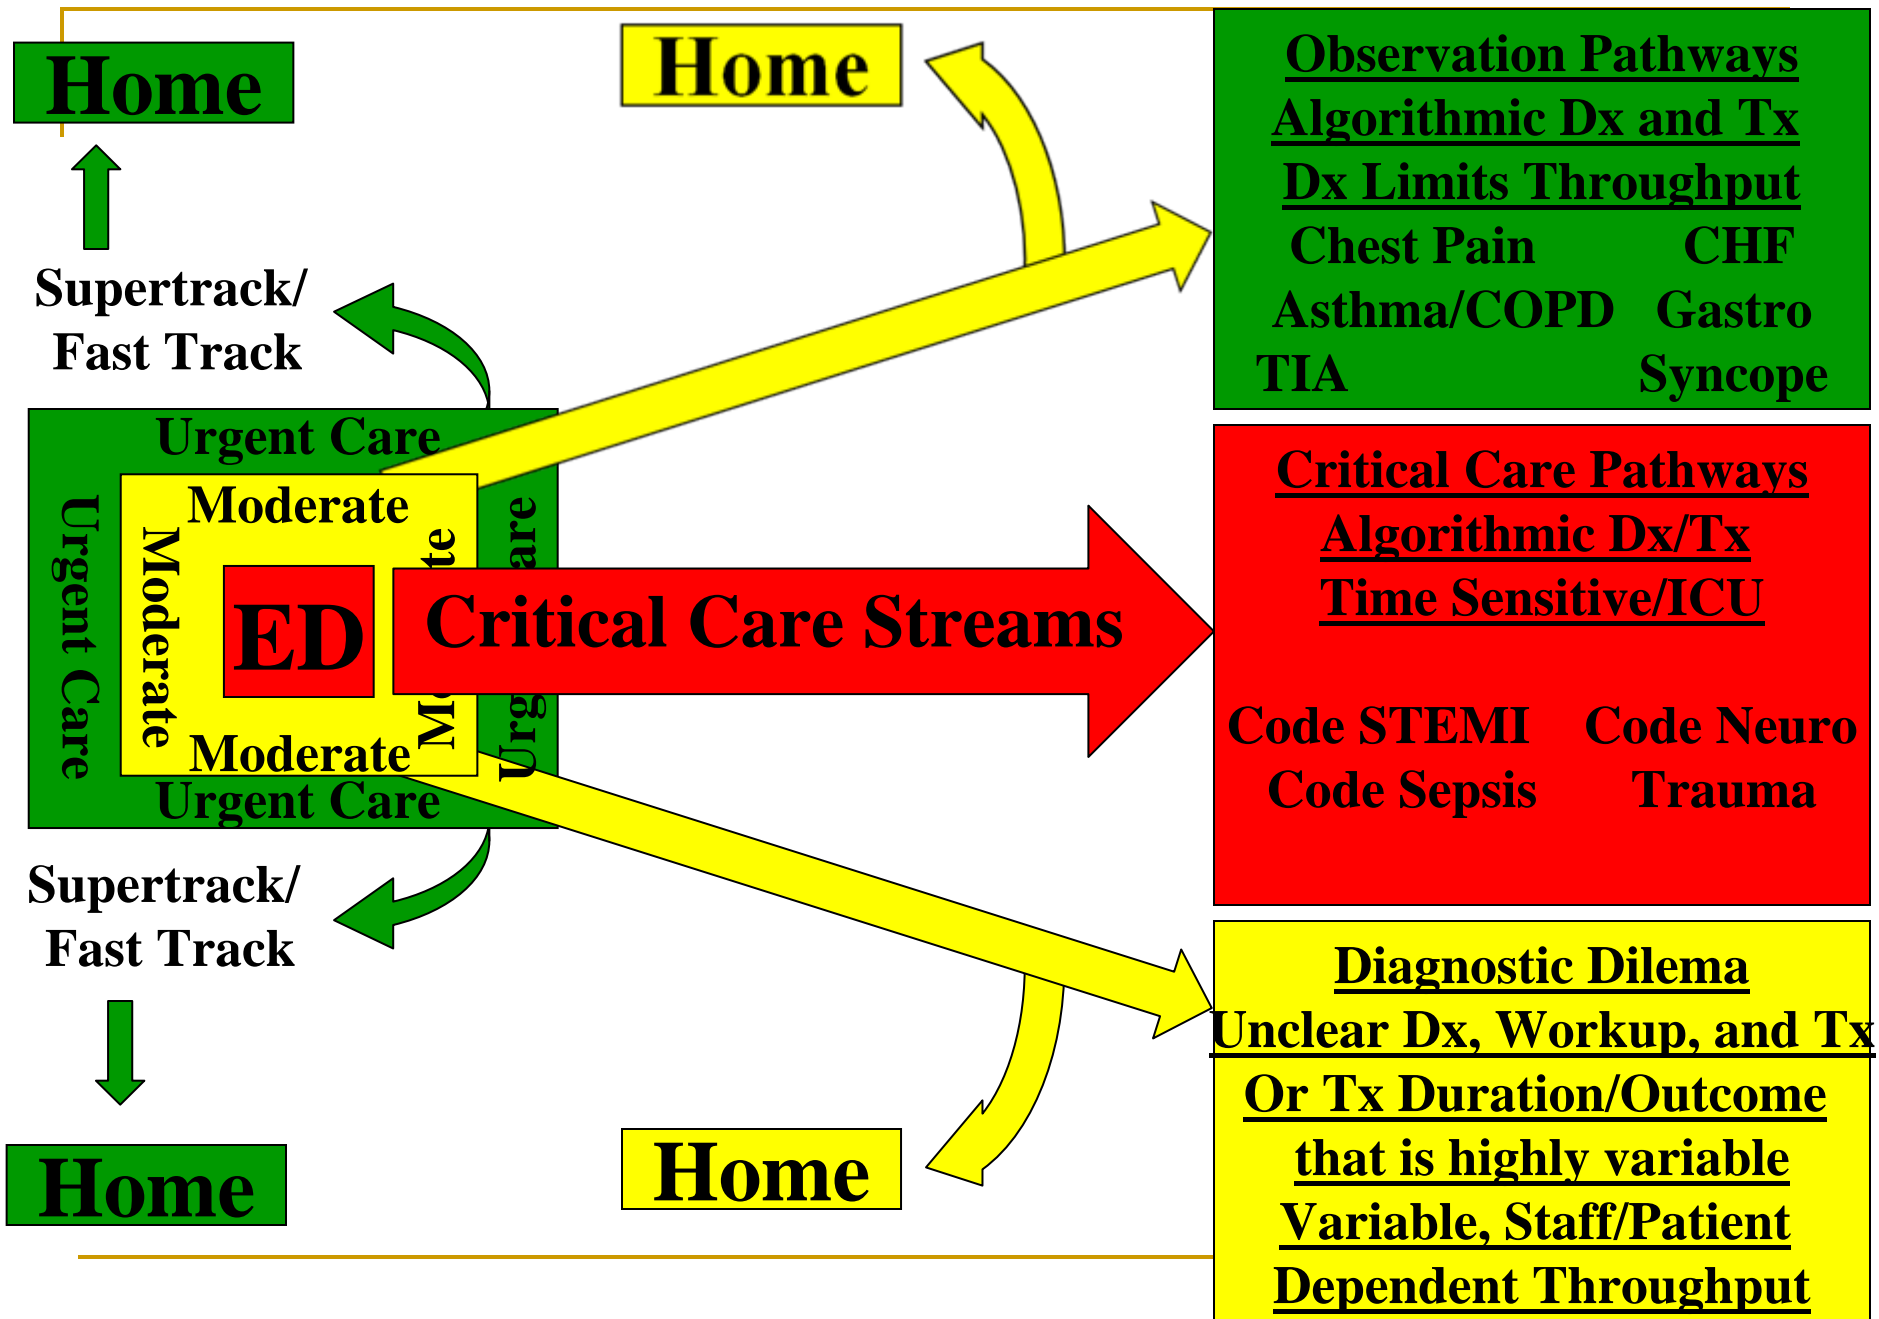 Home
Supertrack/
Fast Track
Urgent Care
Urgent Care
Moderate
Moderate
ED
Moderate
Urgent Care
Supertrack/
Fast Track
Home
Home
Critical Care Streams
Home
Observation Pathways
Algorithmic Dx and Tx
Dx Limits Throughput
Chest Pain CHF
Asthma/COPD Gastro
TIA Syncope
Critical Care Pathways
Algorithmic Dx/Tx
Time Sensitive/ICU
Code STEMI Code Neuro
Code Sepsis Trauma
Diagnostic Dilema
Unclear Dx, Workup, and Tx
Or Tx Duration/Outcome
that is highly variable
Variable, Staff/Patient
Dependent Throughput